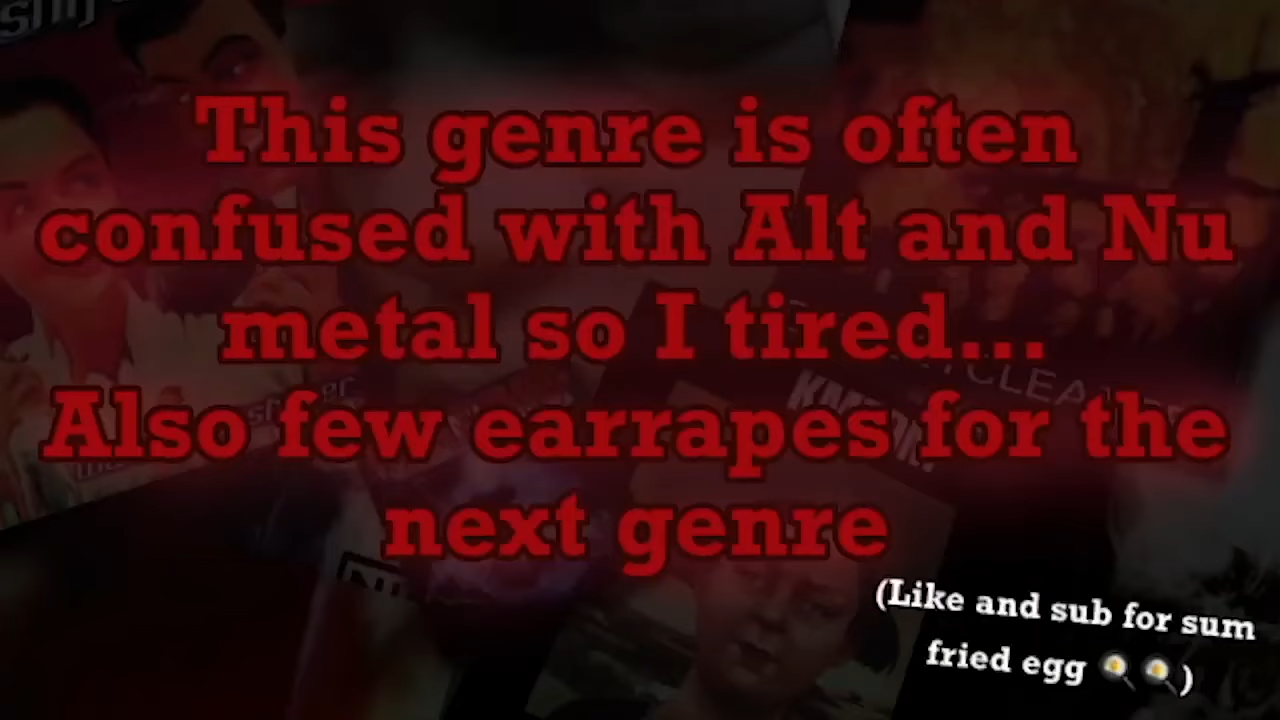 This genre is often
confused with Alt and Nu
metal so I tired...
Also few earrapes for the
next genre
(Like and sub for sum
fried egg 🍳🍳)